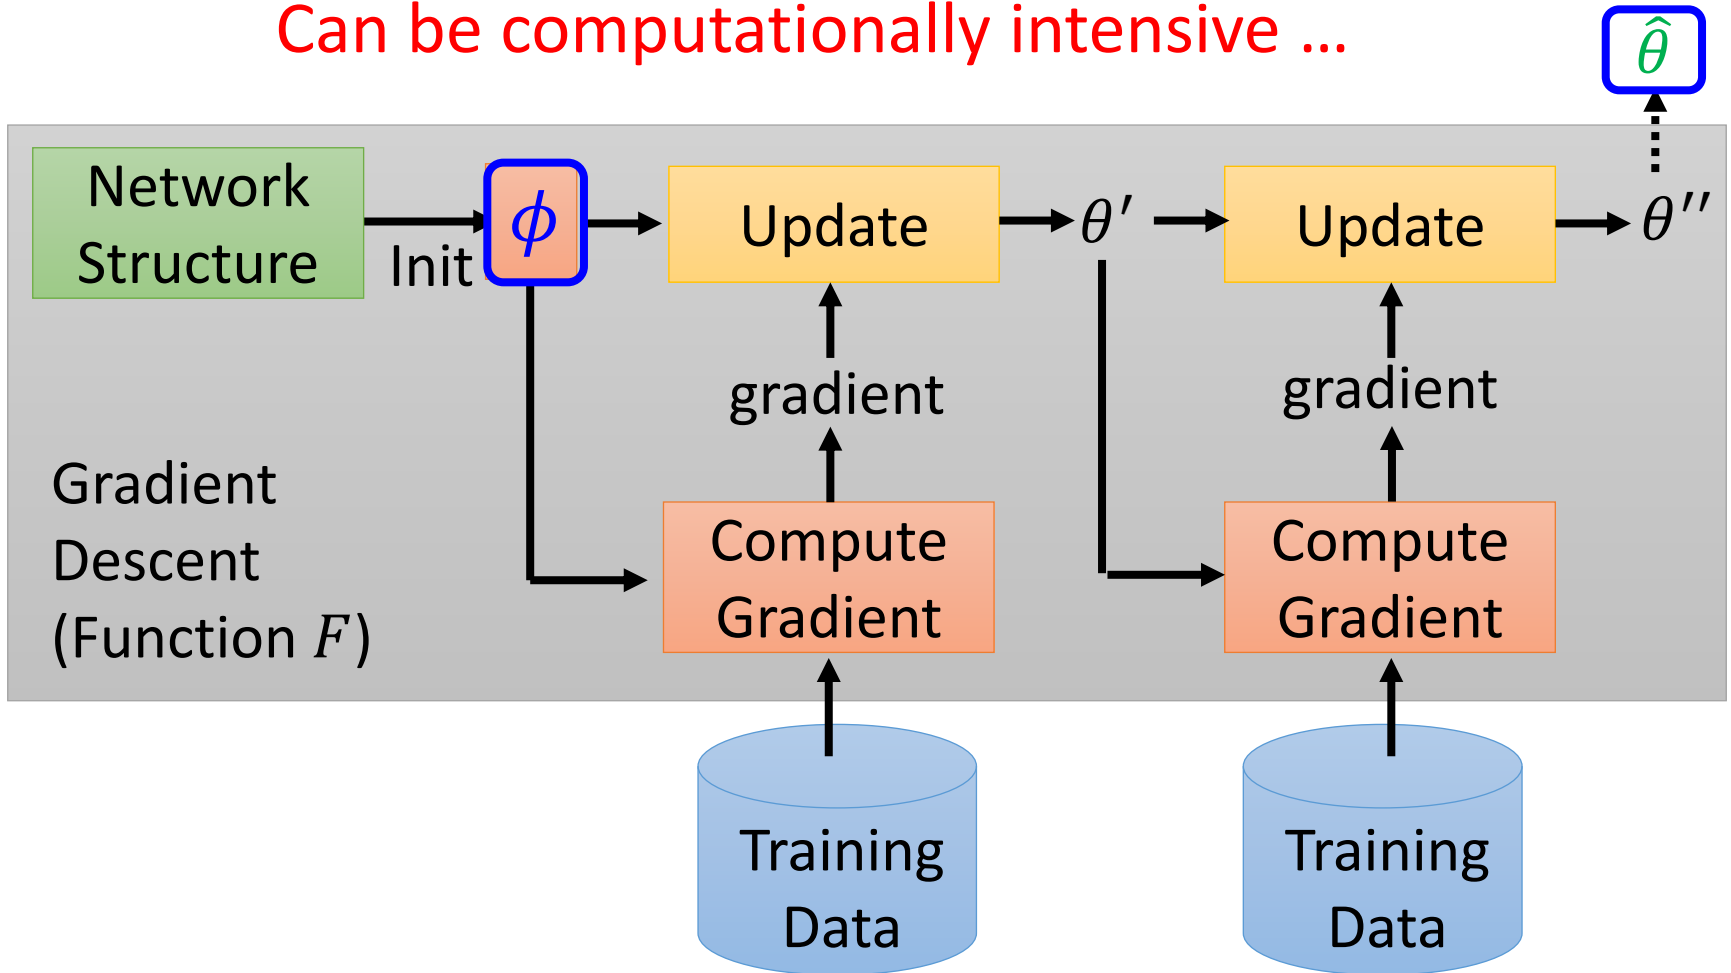 Can be computationally intensive ...
θ̂
Network
Structure
Init
ϕ
Update
θ′
Update
θ′′
gradient
gradient
Gradient
Descent
(Function F)
Compute
Gradient
Compute
Gradient
Training
Data
Training
Data